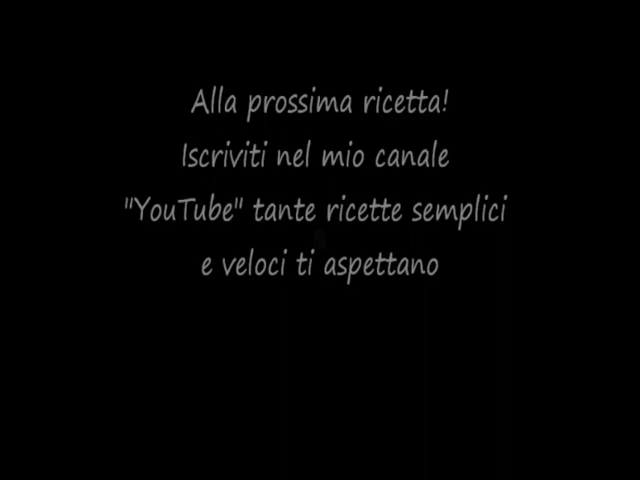 Alla prossima ricetta!
Iscriviti nel mio canale
"YouTube" tante ricette semplici
e veloci ti aspettano